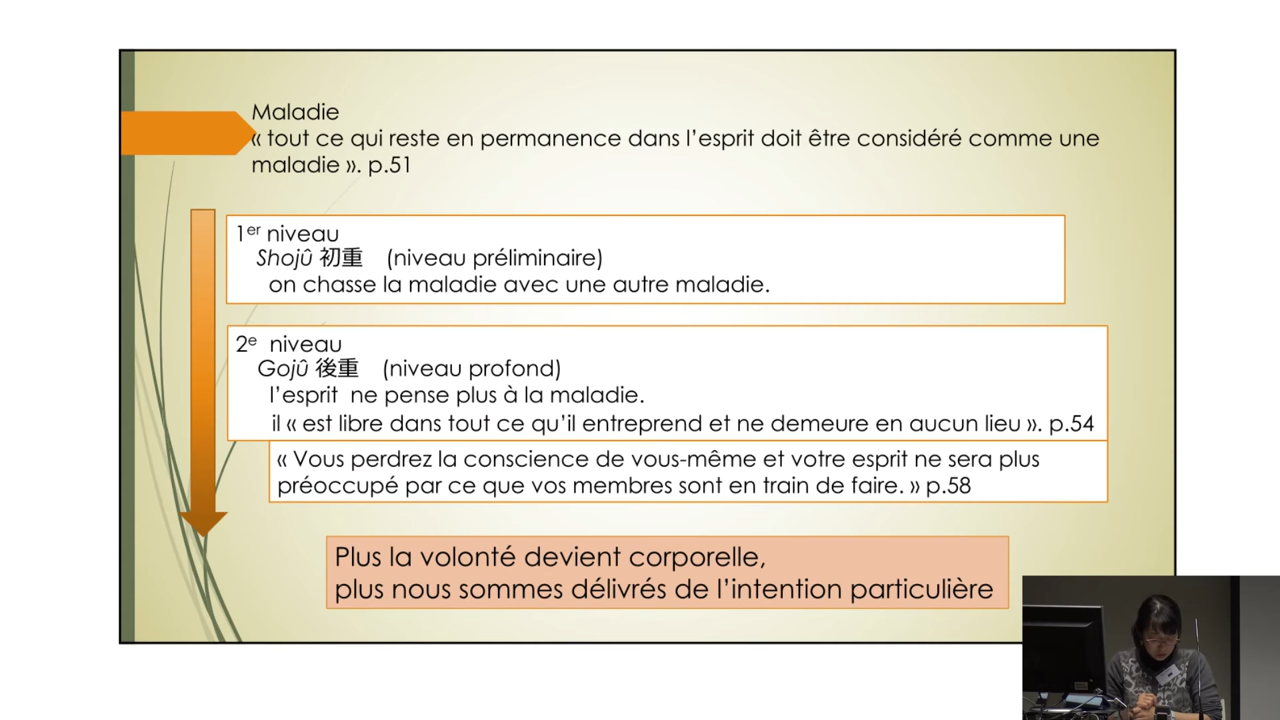 Maladie
« tout ce qui reste en permanence dans l’esprit doit être considéré comme une
maladie ». p.51
1er niveau
Shojû 初重 (niveau préliminaire)
on chasse la maladie avec une autre maladie.
2e niveau
Gojû 後重 (niveau profond)
l’esprit ne pense plus à la maladie.
il « est libre dans tout ce qu’il entreprend et ne demeure en aucun lieu ». p.54
« Vous perdrez la conscience de vous-même et votre esprit ne sera plus
préoccupé par ce que vos membres sont en train de faire. » p.58
Plus la volonté devient corporelle,
plus nous sommes délivrés de l’intention particulière